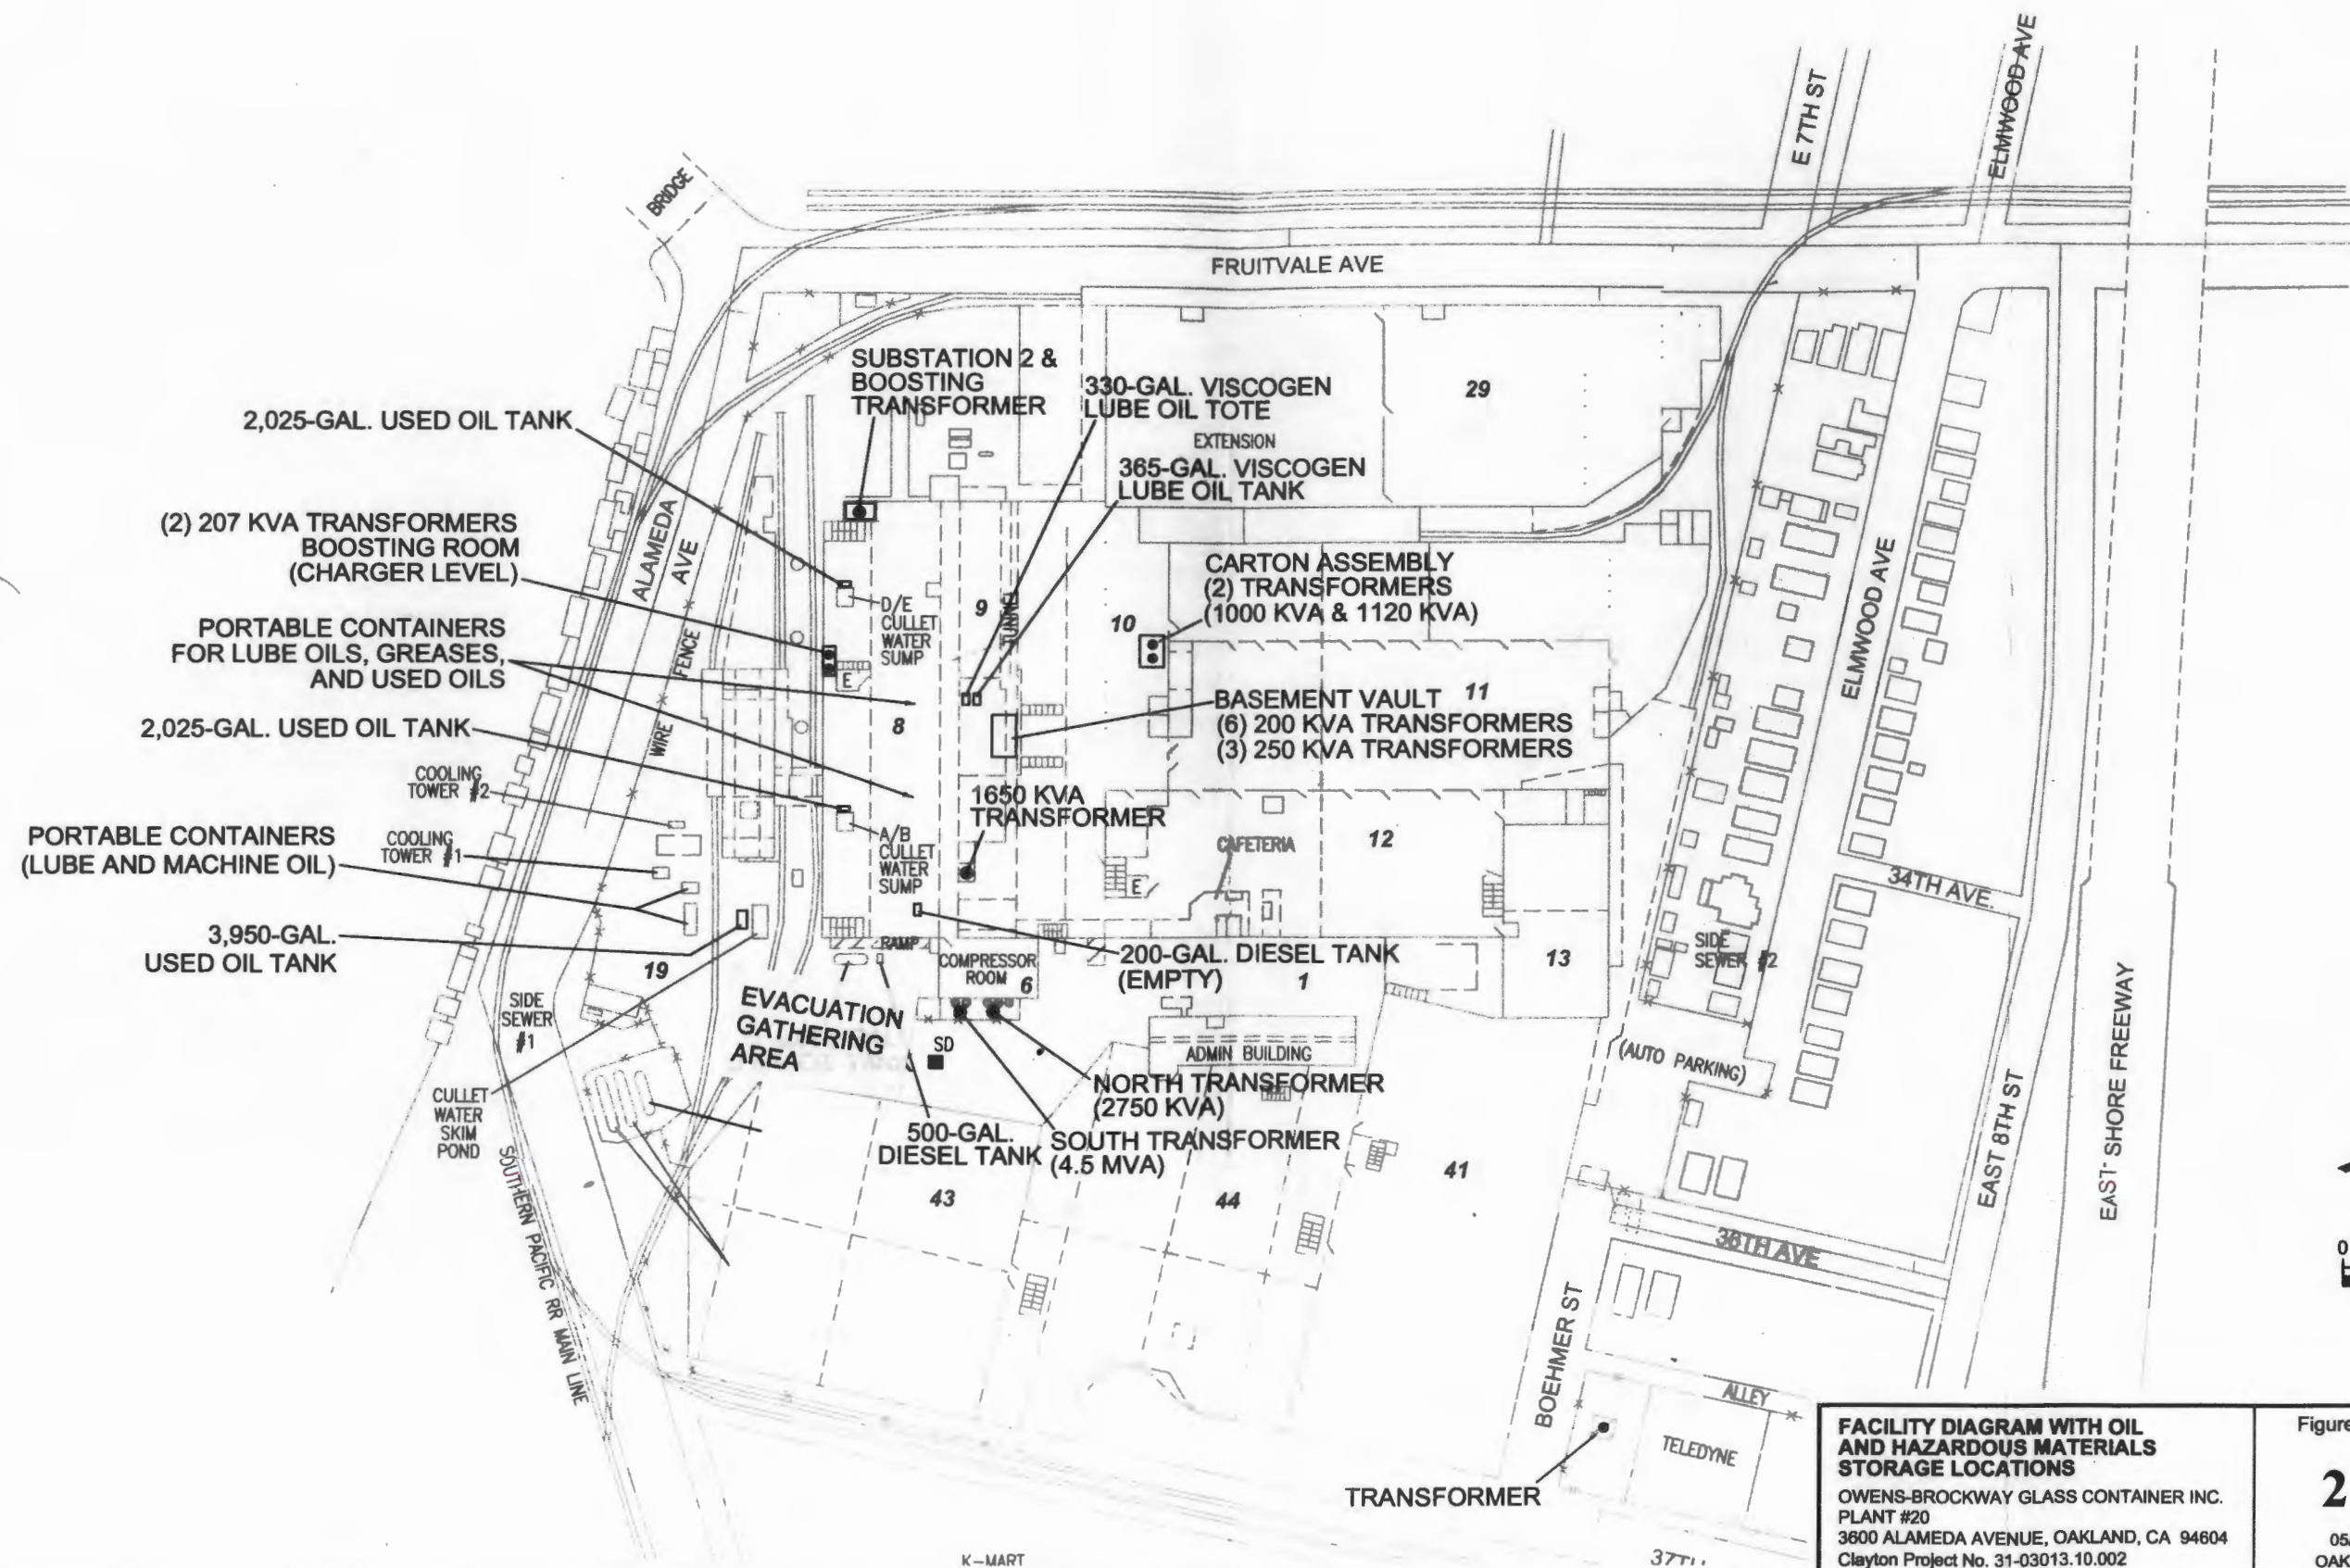 ELMWOOD AVE
E 7TH ST
BRIDGE
FRUITVALE AVE
SUBSTATION 2 &
BOOSTING
TRANSFORMER
330-GAL. VISCOGEN
LUBE OIL TOTE
29
2,025-GAL. USED OIL TANK
EXTENSION
365-GAL. VISCOGEN
LUBE OIL TANK
(2) 207 KVA TRANSFORMERS
BOOSTING ROOM
(CHARGER LEVEL)
ALAMEDA
AVE
WIRE
FENCE
D/E
CULLET
WATER
SUMP
9
TUNNEL
10
CARTON ASSEMBLY
(2) TRANSFORMERS
(1000 KVA & 1120 KVA)
ELMWOOD AVE
PORTABLE CONTAINERS
FOR LUBE OILS, GREASES,
AND USED OILS
E
8
BASEMENT VAULT
(6) 200 KVA TRANSFORMERS
(3) 250 KVA TRANSFORMERS
11
2,025-GAL. USED OIL TANK
COOLING
TOWER #2
1650 KVA
TRANSFORMER
PORTABLE CONTAINERS
(LUBE AND MACHINE OIL)
COOLING
TOWER #1
A/B
CULLET
WATER
SUMP
CAFETERIA
12
E
34TH AVE.
3,950-GAL.
USED OIL TANK
19
RAMP
COMPRESSOR
ROOM
6
200-GAL. DIESEL TANK
(EMPTY)
1
13
SIDE
SEWER #2
SIDE
SEWER
#1
EVACUATION
GATHERING
AREA
SD
ADMIN BUILDING
(AUTO PARKING)
EAST 8TH ST
EAST SHORE FREEWAY
CULLET
WATER
SKIM
POND
NORTH TRANSFORMER
(2750 KVA)
500-GAL.
DIESEL TANK
SOUTH TRANSFORMER
(4.5 MVA)
43
44
41
SOUTHERN PACIFIC RR MAIN LINE
36TH AVE
0
BOEHMER ST
ALLEY
TELEDYNE
TRANSFORMER
K-MART
FACILITY DIAGRAM WITH OIL
AND HAZARDOUS MATERIALS
STORAGE LOCATIONS
OWENS-BROCKWAY GLASS CONTAINER INC.
PLANT #20
3600 ALAMEDA AVENUE, OAKLAND, CA 94604
Clayton Project No. 31-03013.10.002
Figure
2